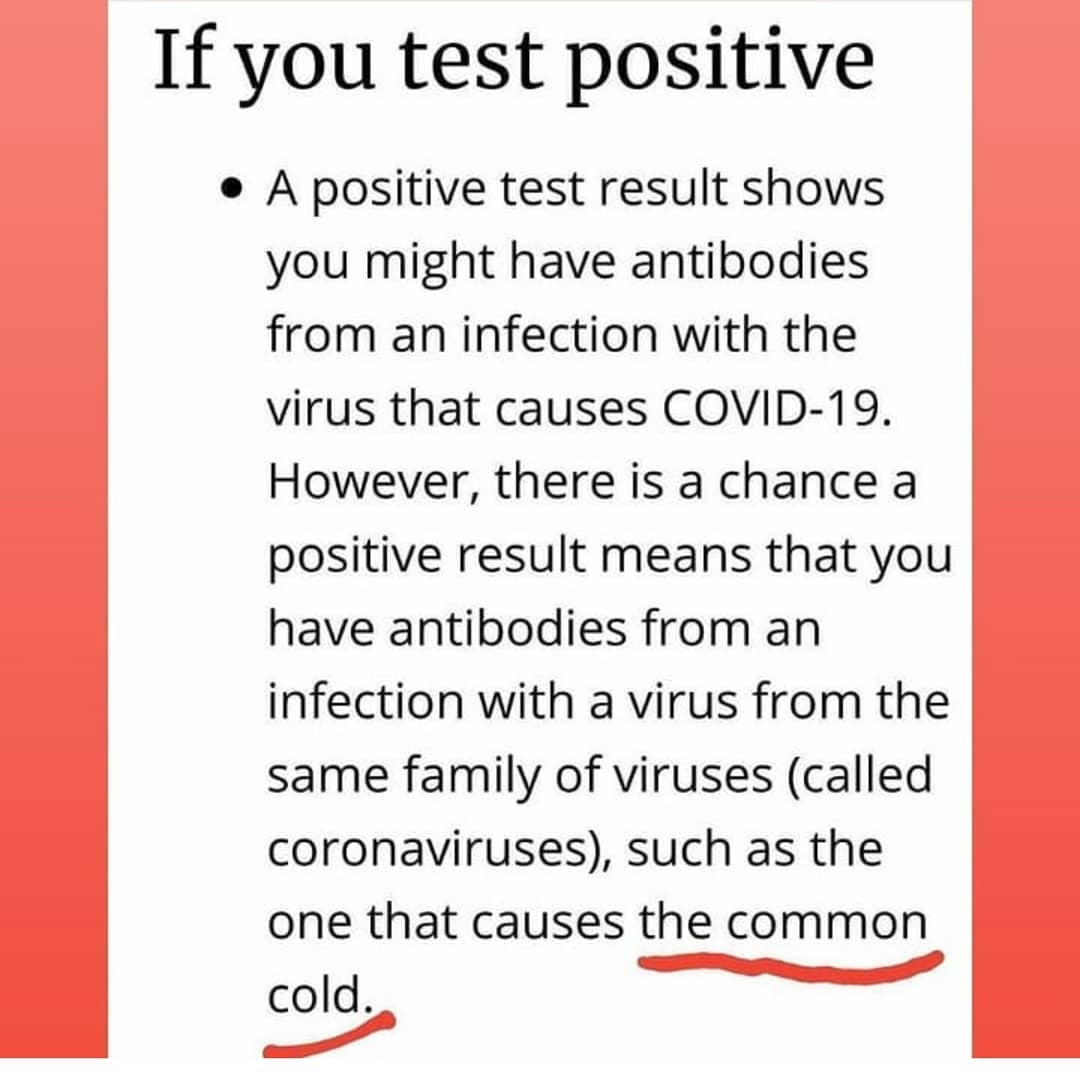 If you test positive
• A positive test result shows
you might have antibodies
from an infection with the
virus that causes COVID-19.
However, there is a chance a
positive result means that you
have antibodies from an
infection with a virus from the
same family of viruses (called
coronaviruses), such as the
one that causes the common
cold.